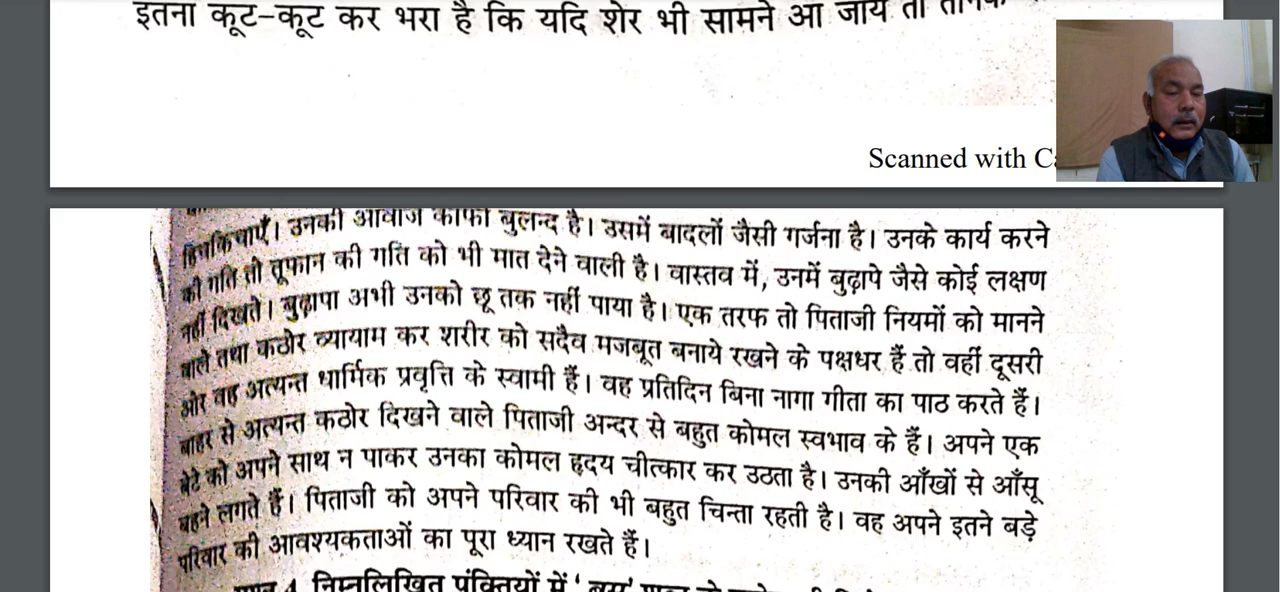 इतना कूट-कूट कर भरा है कि यदि शेर भी सामने आ जाये तो
Scanned with
हिचकिचाएँ। उनकी आवाज काफी बुलन्द है। उसमें बादलों जैसी गर्जना है। उनके कार्य करने
की गति तो तूफान की गति को भी मात देने वाली है। वास्तव में, उनमें बुढ़ापे जैसे कोई लक्षण
नहीं दिखते। बुढ़ापा अभी उनको छू तक नहीं पाया है। एक तरफ तो पिताजी नियमों को मानने
वाले तथा कठोर व्यायाम कर शरीर को सदैव मजबूत बनाये रखने के पक्षधर हैं तो वहीं दूसरी
ओर वह अत्यन्त धार्मिक प्रवृत्ति के स्वामी हैं। वह प्रतिदिन बिना नागा गीता का पाठ करते हैं।
बाहर से अत्यन्त कठोर दिखने वाले पिताजी अन्दर से बहुत कोमल स्वभाव के हैं। अपने एक
बेटे को अपने साथ न पाकर उनका कोमल हृदय चीत्कार कर उठता है। उनकी आँखों से आँसू
बहने लगते हैं। पिताजी को अपने परिवार की भी बहुत चिन्ता रहती है। वह अपने इतने बड़े
परिवार की आवश्यकताओं का पूरा ध्यान रखते हैं।
निम्नलिखित पंक्तियों में